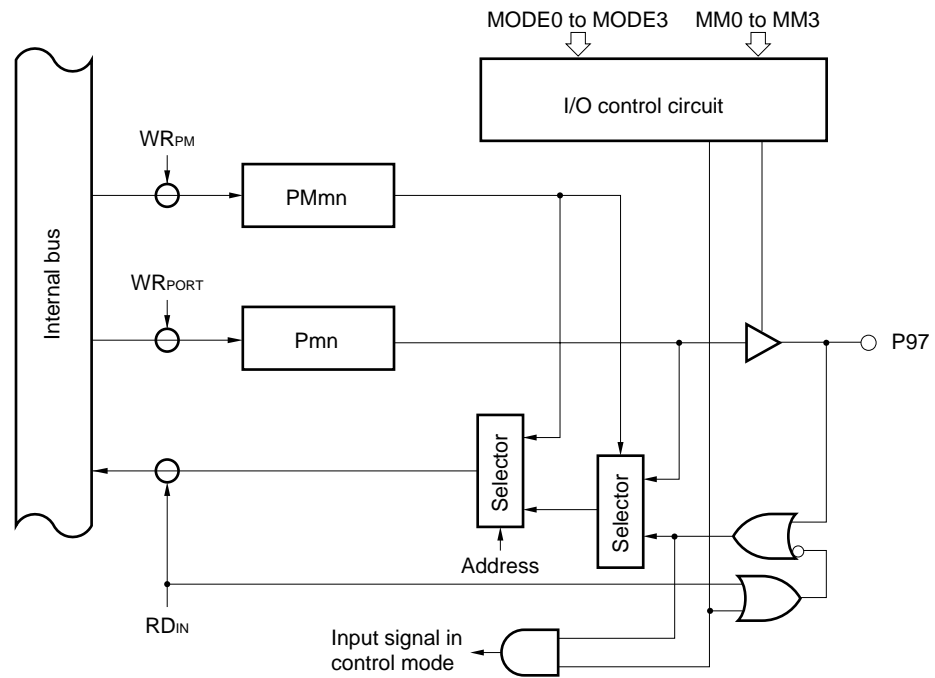 MODE0 to MODE3 MM0 to MM3
I/O control circuit
WRPM
PMmn
Internal bus
WRPORT
Pmn
P97
Selector
Selector
Address
RDIN
Input signal in
control mode